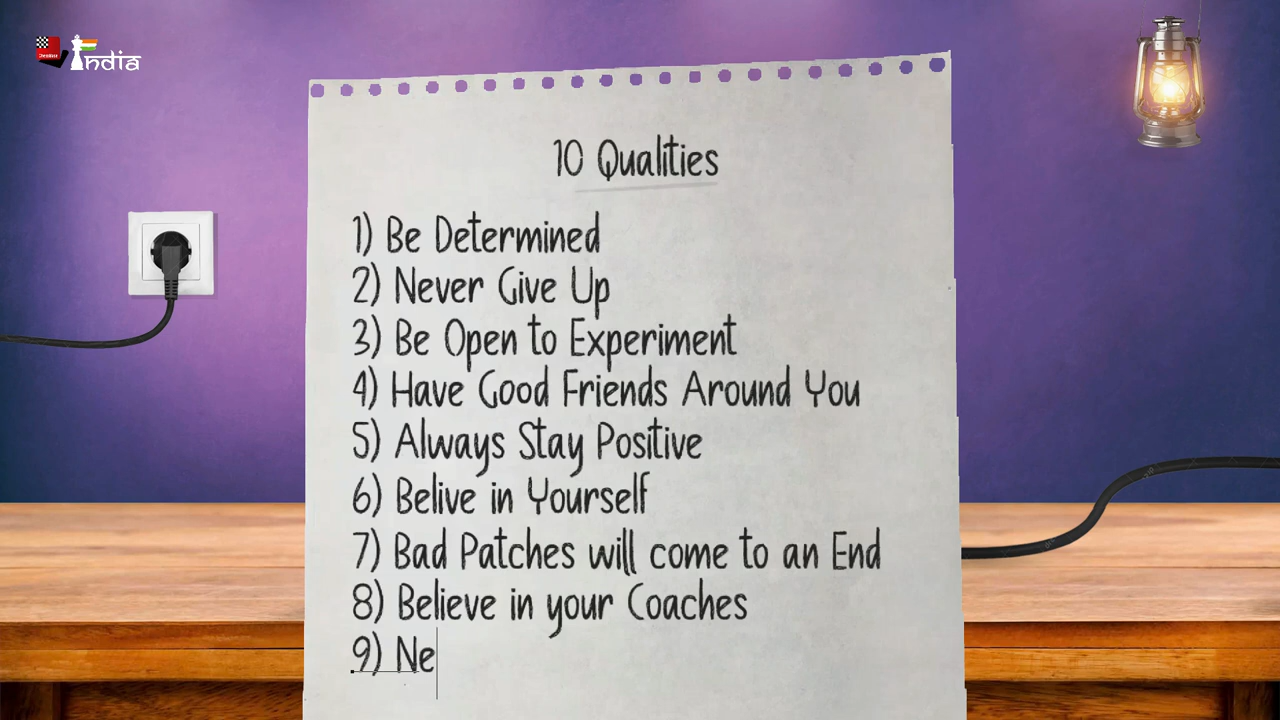 ChessBase India
10 Qualities
1) Be Determined
2) Never Give Up
3) Be Open to Experiment
4) Have Good Friends Around You
5) Always Stay Positive
6) Belive in Yourself
7) Bad Patches will come to an End
8) Believe in your Coaches
9) Ne